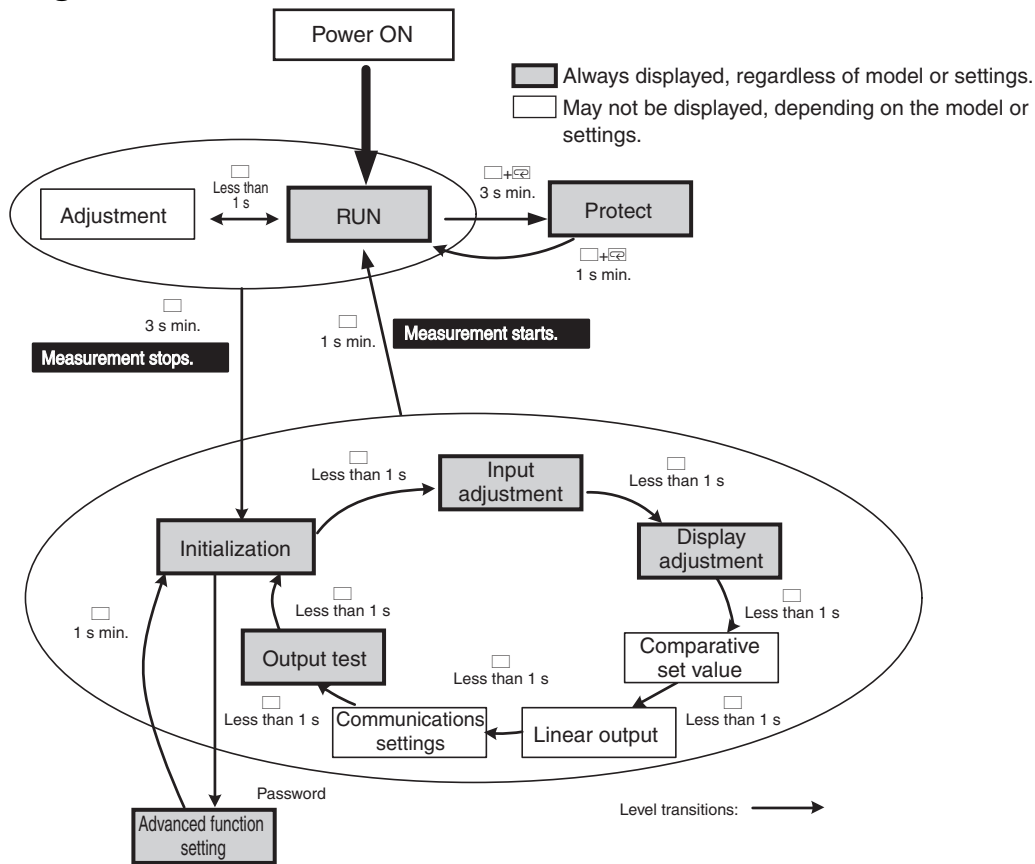 Power ON
Always displayed, regardless of model or settings.
May not be displayed, depending on the model or
settings.
Less than
1 s
Adjustment
RUN
3 s min.
Protect
1 s min.
3 s min.
Measurement stops.
1 s min.
Measurement starts.
Less than 1 s
Input
adjustment
Less than 1 s
Initialization
Display
adjustment
1 s min.
Less than 1 s
Less than 1 s
Output test
Comparative
set value
Less than 1 s
Less than 1 s
Less than 1 s
Communications
settings
Linear output
Password
Advanced function
setting
Level transitions: